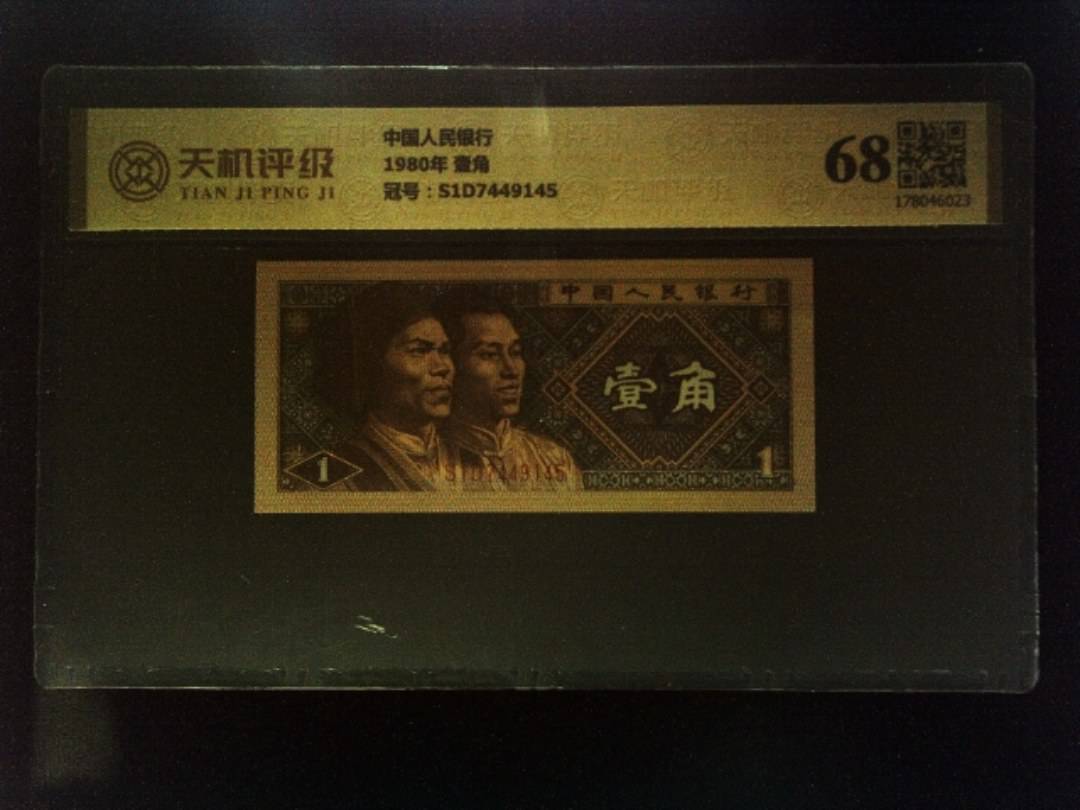 天机评级
TIAN JI PING JI
中国人民银行
1980年 壹角
冠号：S1D7449145
68
178046023
中国人民银行
壹角
1
S1D7449145
1